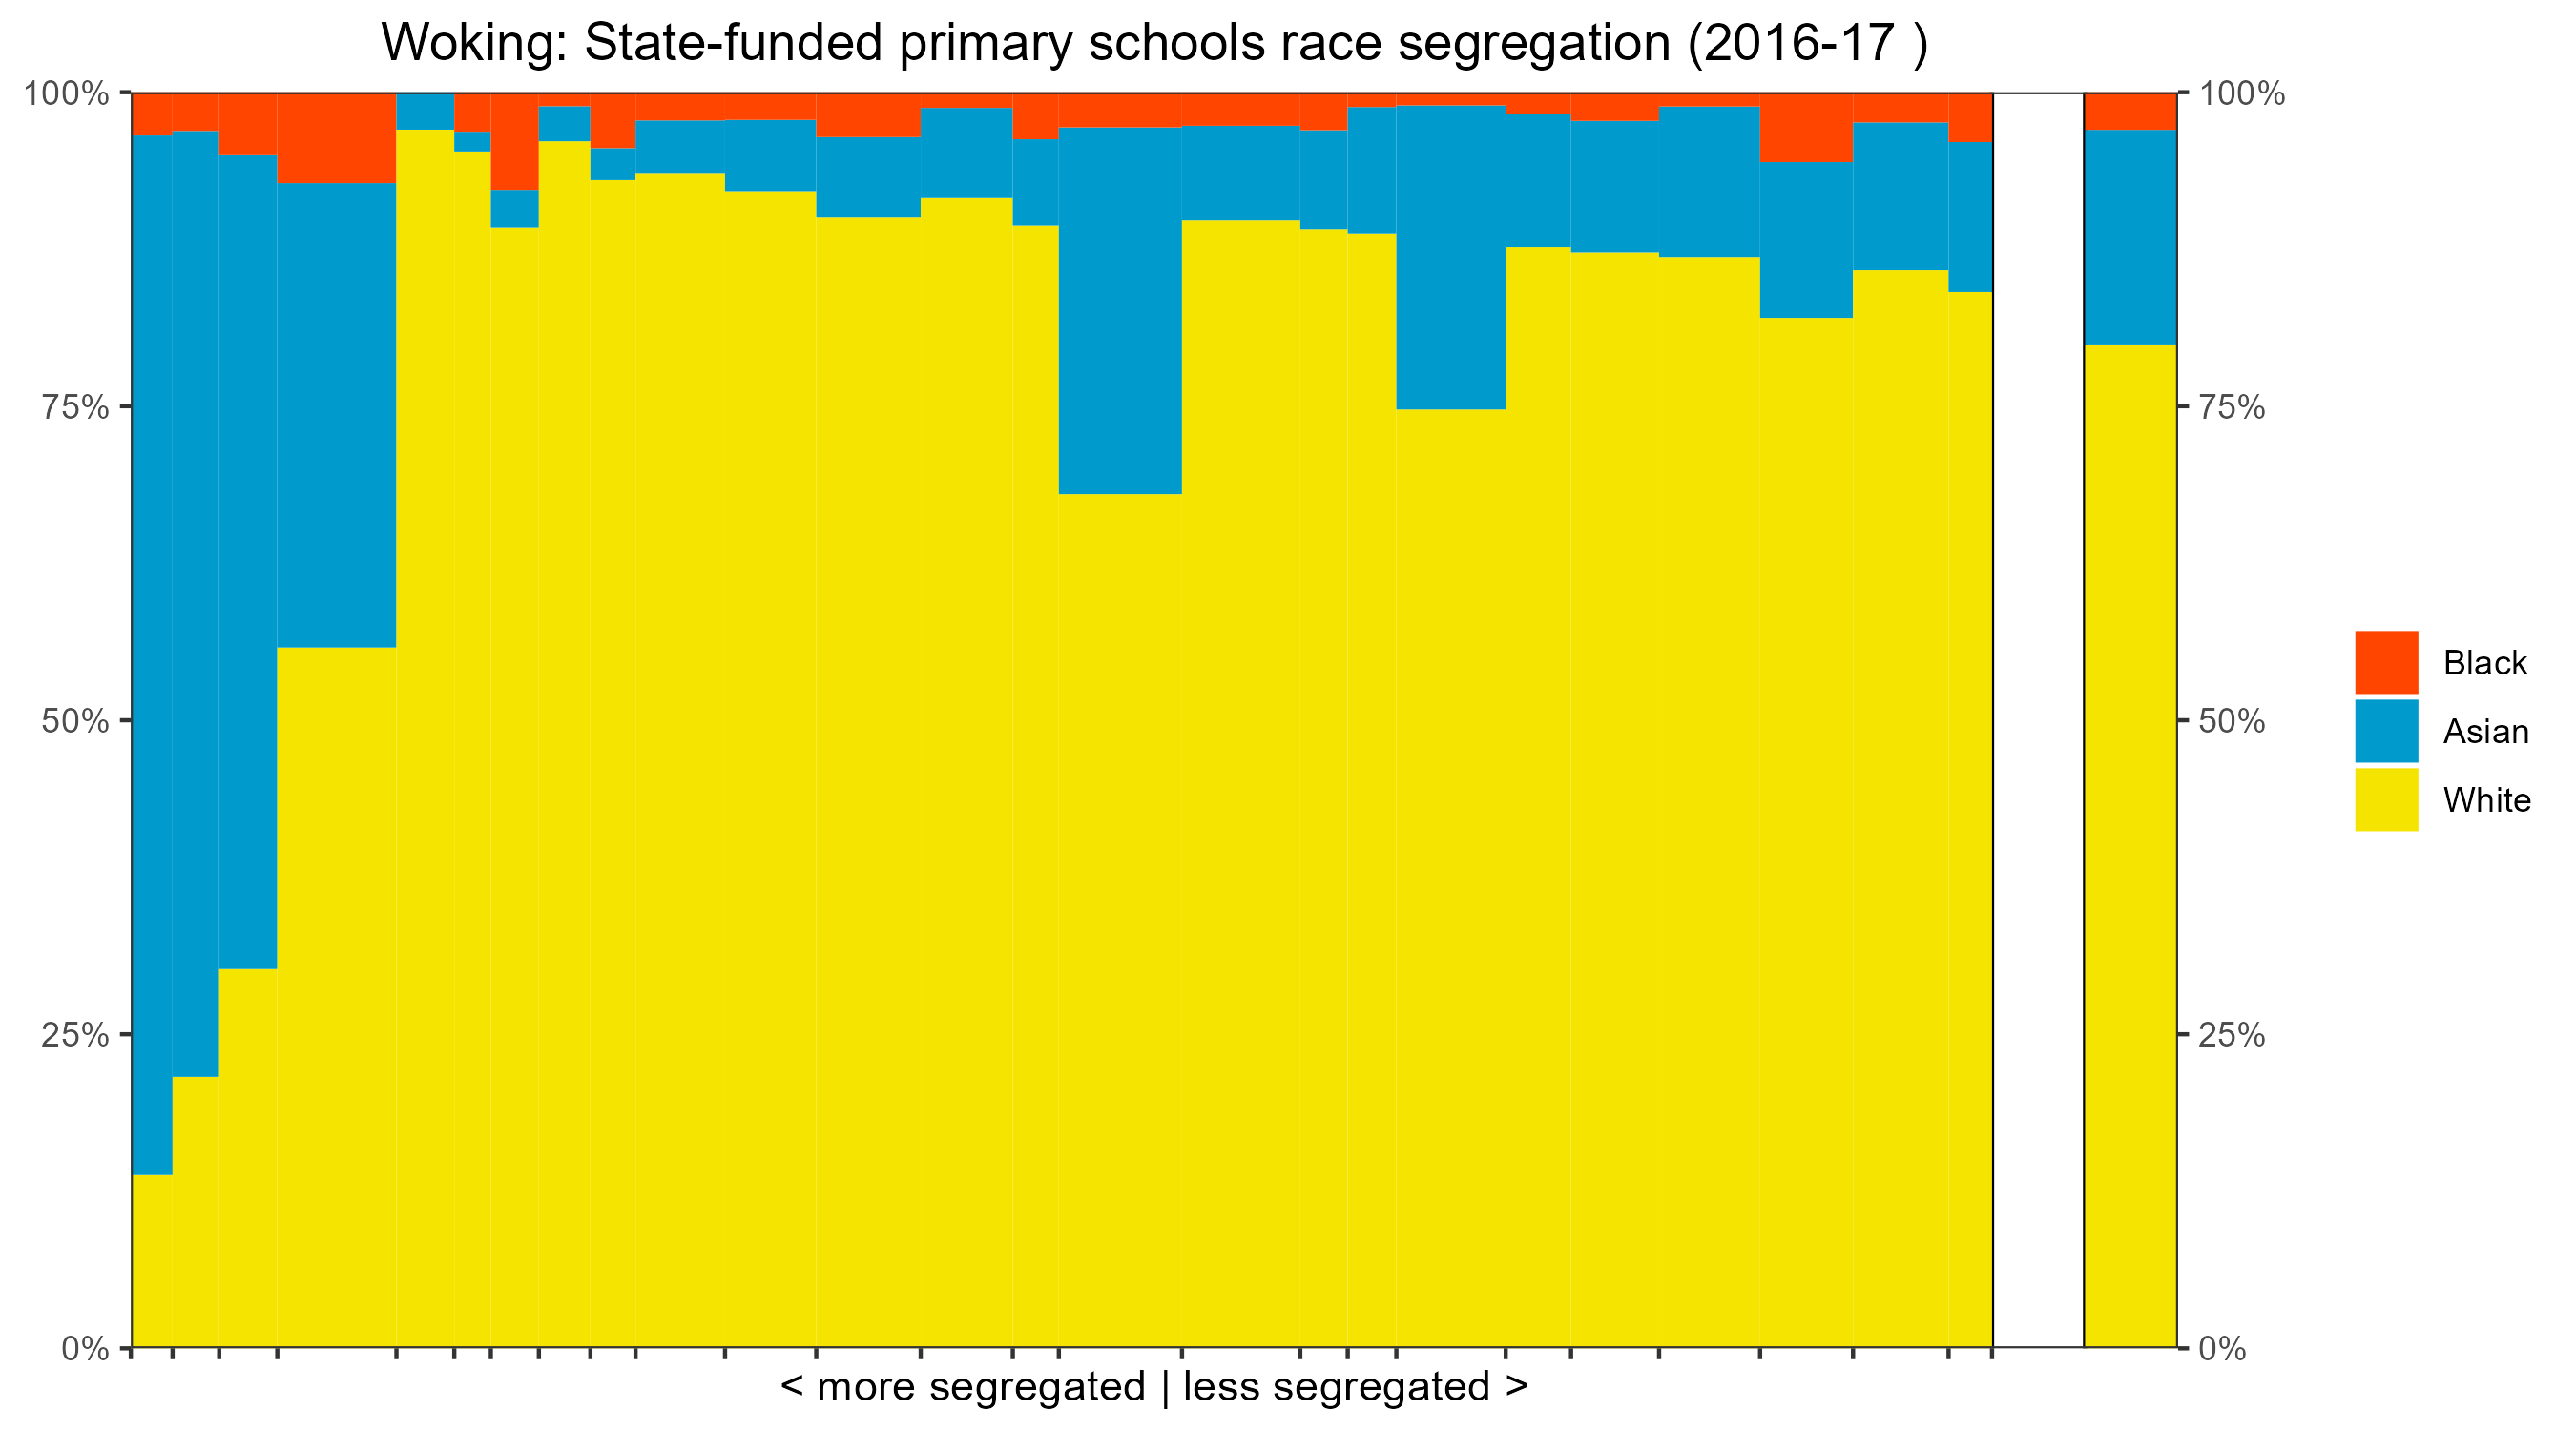 Woking: State-funded primary schools race segregation (2016-17 )
100%
75%
50%
25%
0%
100%
75%
50%
25%
0%
Black
Asian
White
< more segregated | less segregated >